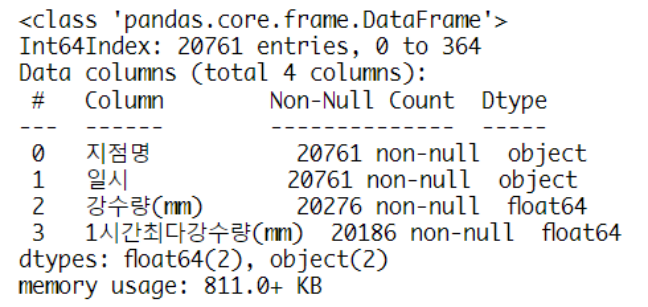 <class 'pandas.core.frame.DataFrame'>
Int64Index: 20761 entries, 0 to 364
Data columns (total 4 columns):
 #   Column          Non-Null Count  Dtype
---  ------          --------------  -----
 0   지점명             20761 non-null  object
 1   일시              20761 non-null  object
 2   강수량(mm)         20276 non-null  float64
 3   1시간최다강수량(mm)  20186 non-null  float64
dtypes: float64(2), object(2)
memory usage: 811.0+ KB